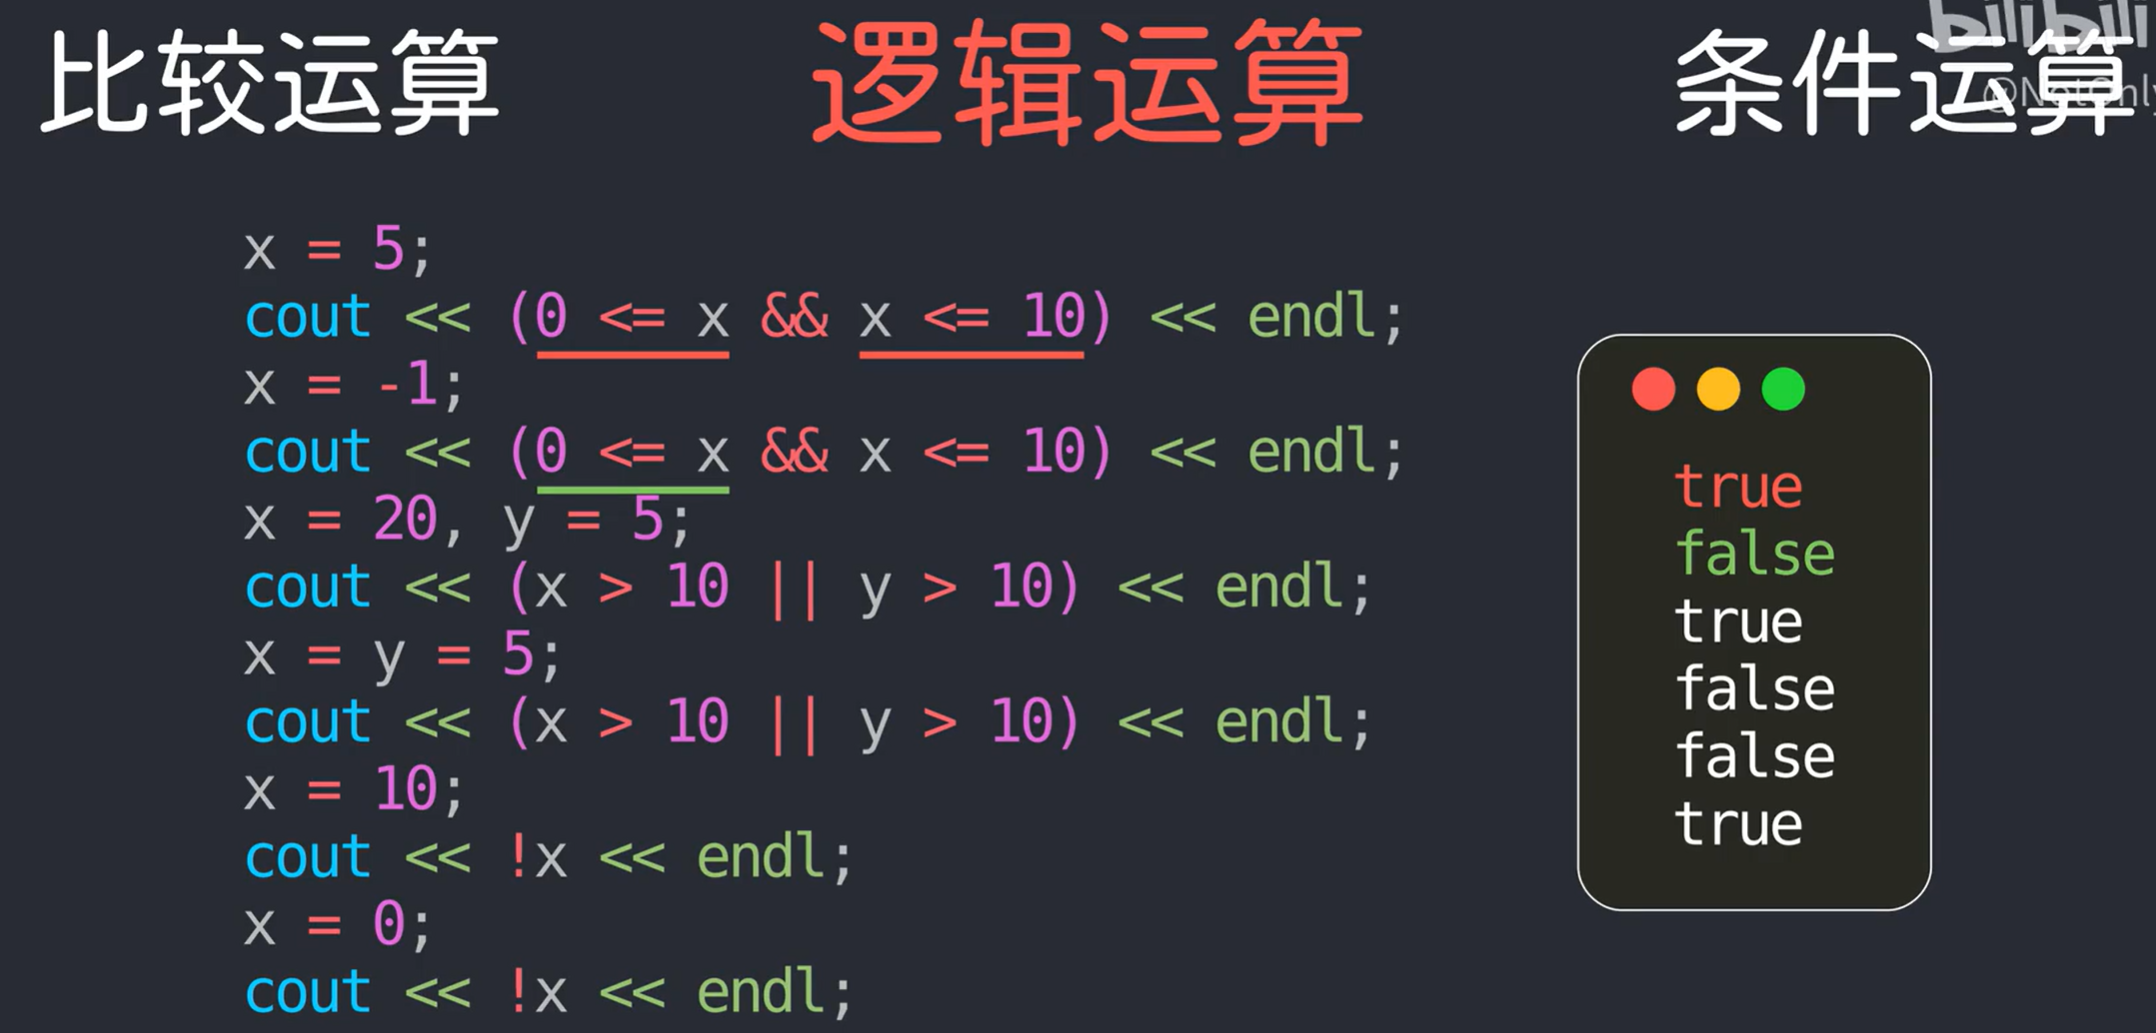 比较运算 逻辑运算 条件运算
bilibili
x = 5;
cout << (0 <= x && x <= 10) << endl;
x = -1;
cout << (0 <= x && x <= 10) << endl;
x = 20, y = 5;
cout << (x > 10 || y > 10) << endl;
x = y = 5;
cout << (x > 10 || y > 10) << endl;
x = 10;
cout << !x << endl;
x = 0;
cout << !x << endl;
true
false
true
false
false
true